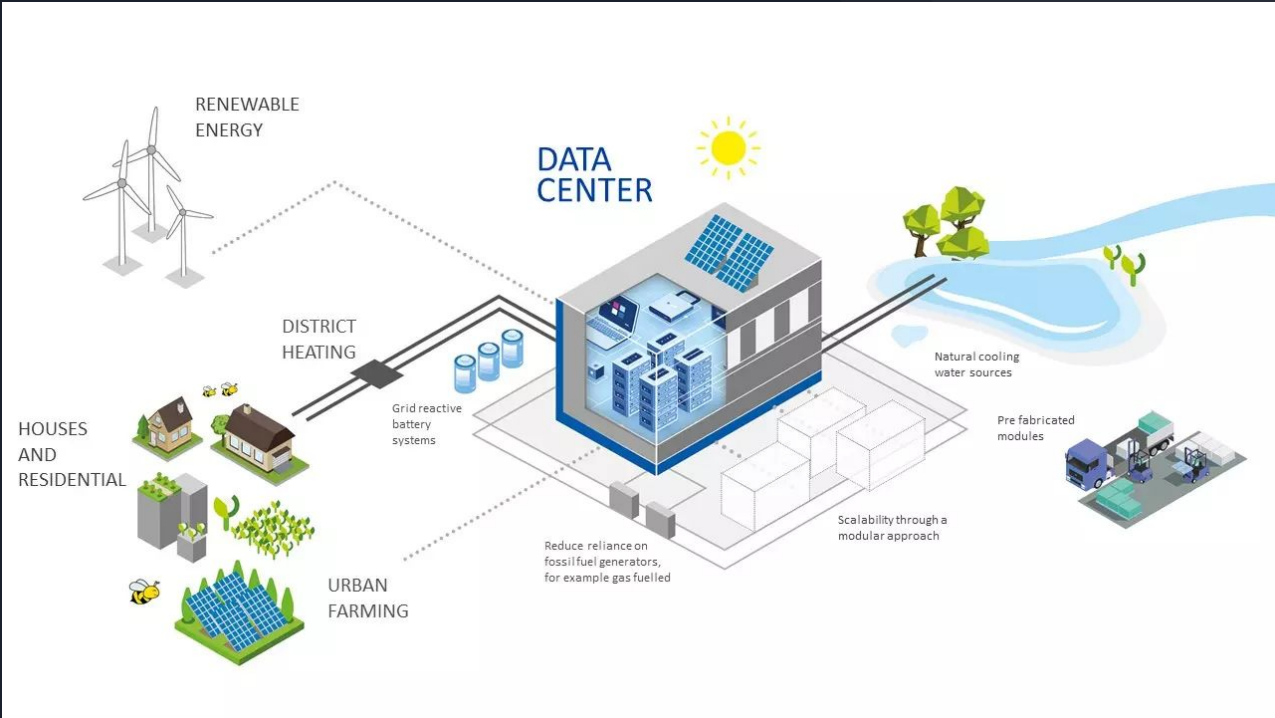 RENEWABLE
ENERGY
DATA
CENTER
DISTRICT
HEATING
Grid reactive
battery
systems
Natural cooling
water sources
HOUSES
AND
RESIDENTIAL
Pre fabricated
modules
Scalability through a
modular approach
Reduce reliance on
fossil fuel generators,
for example gas fuelled
URBAN
FARMING